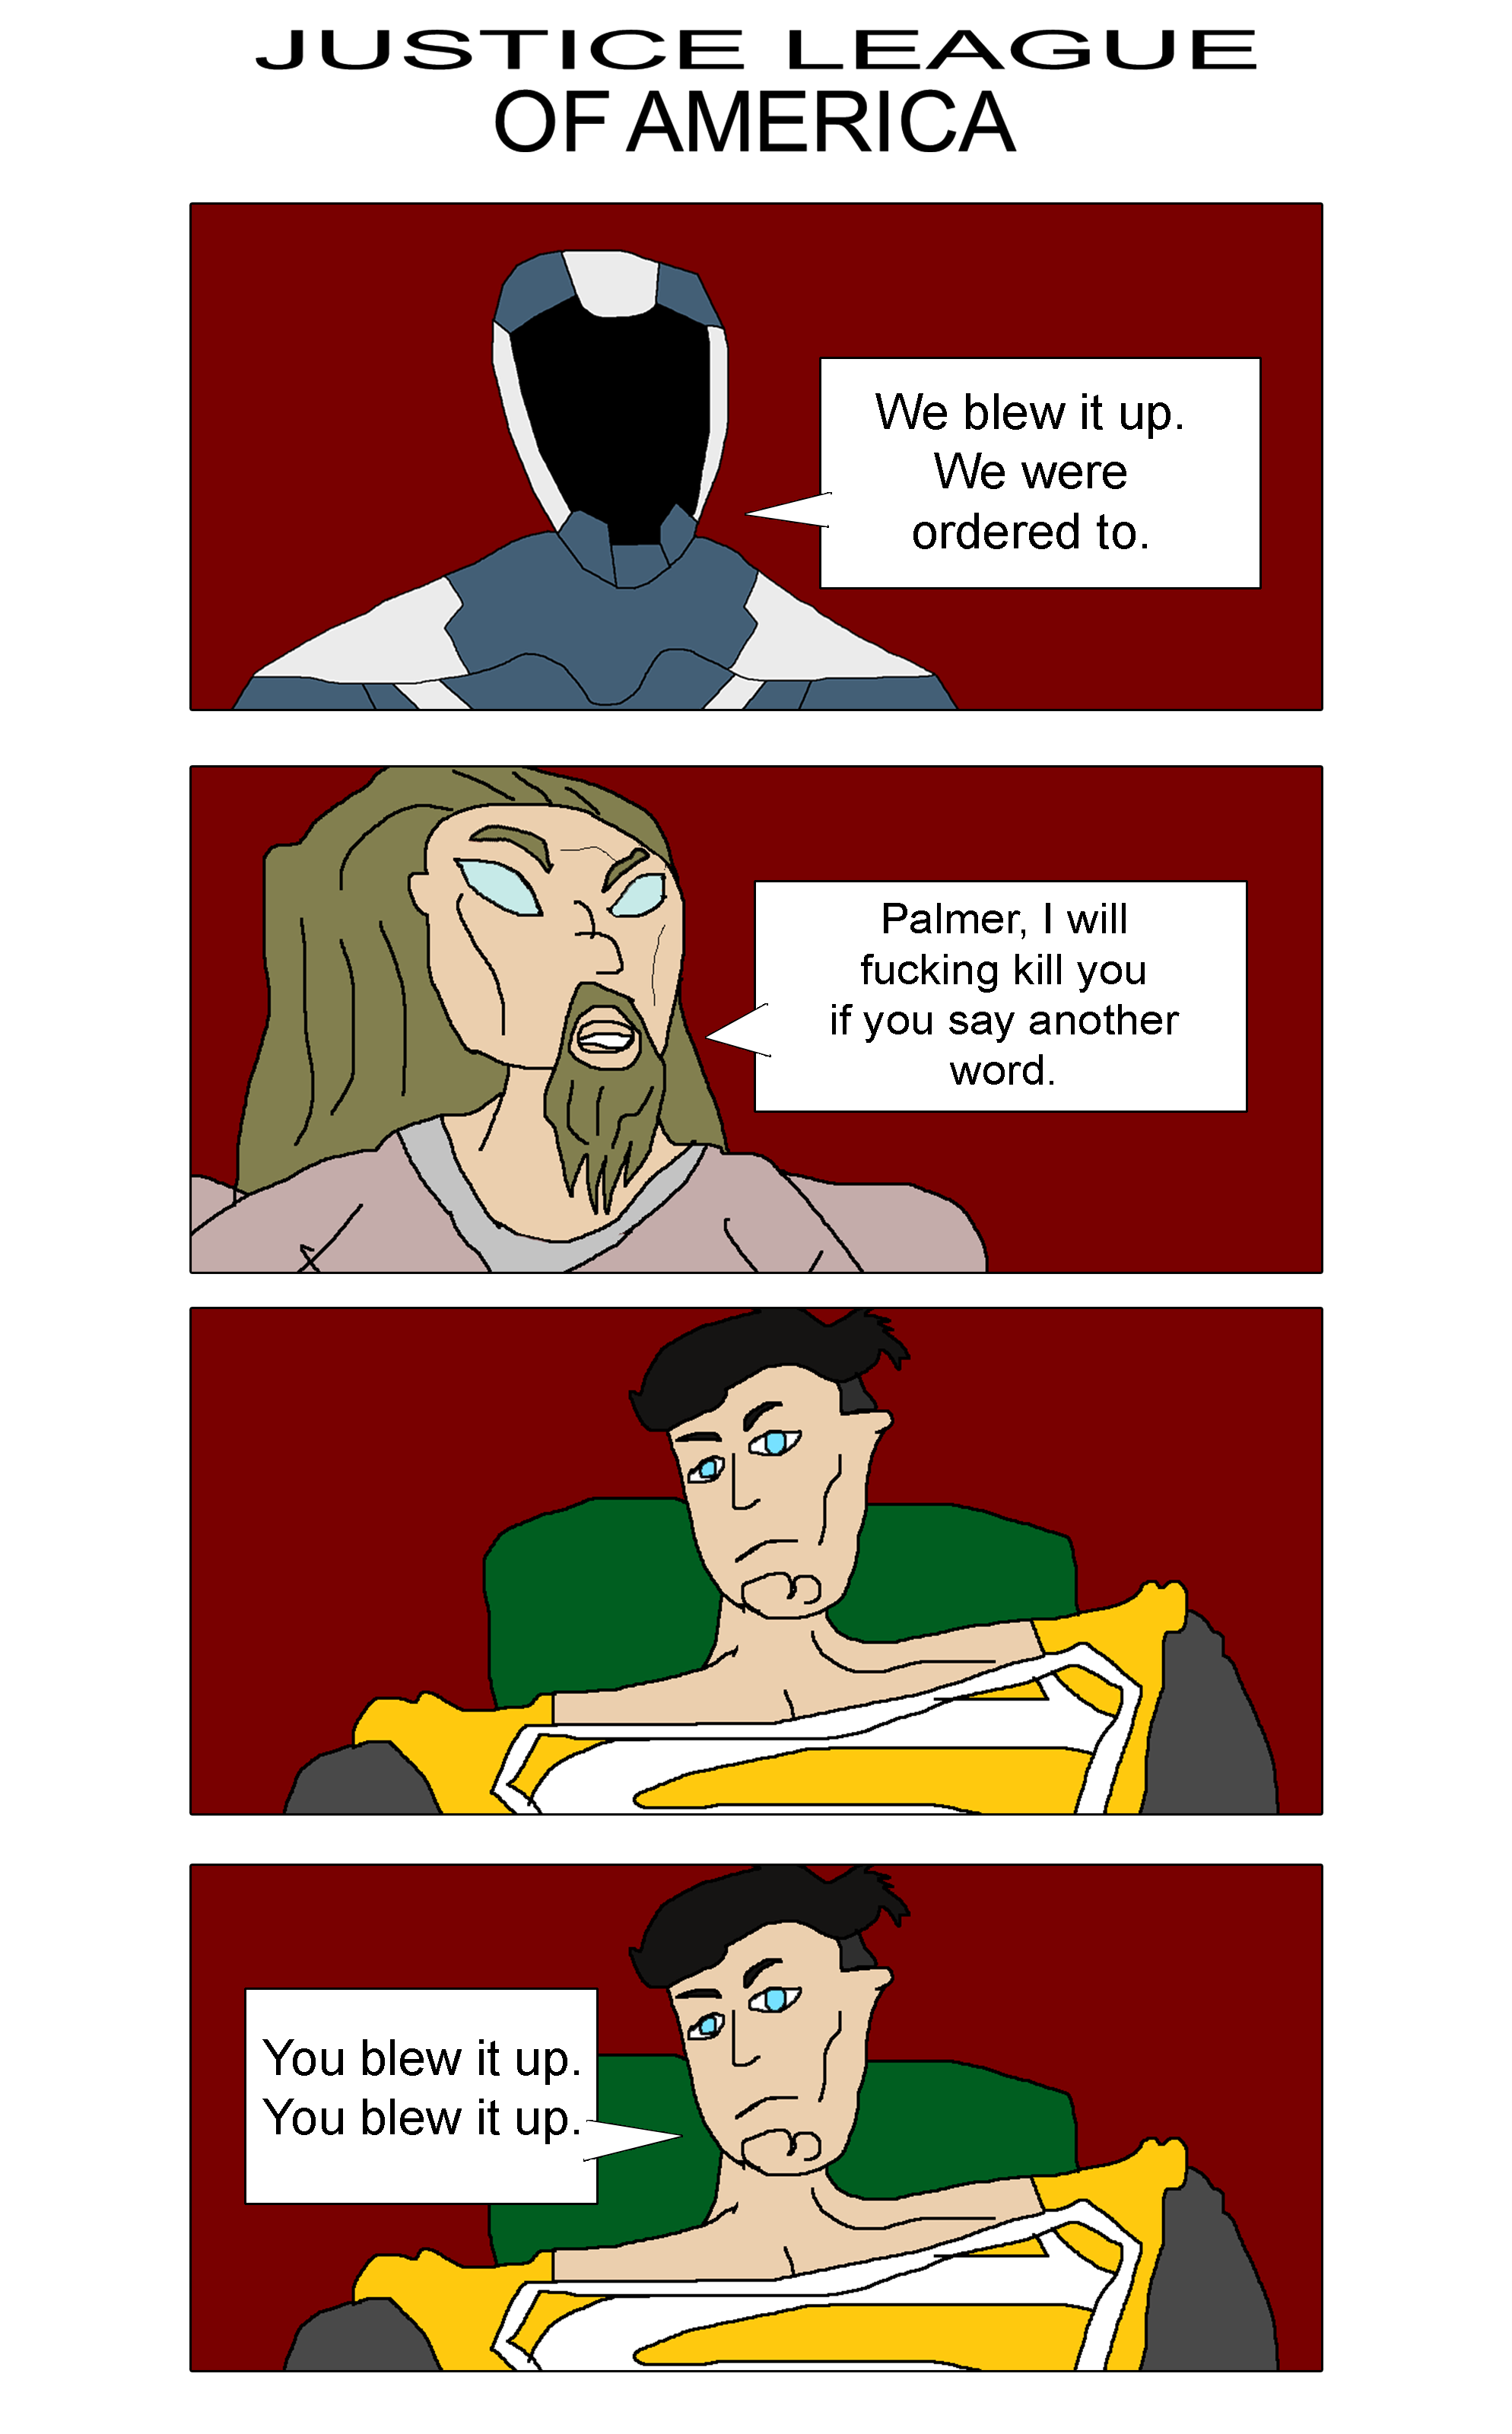 JUSTICE LEAGUE
OF AMERICA
We blew it up.
We were
ordered to.
Palmer, I will
fucking kill you
if you say another
word.
You blew it up.
You blew it up.